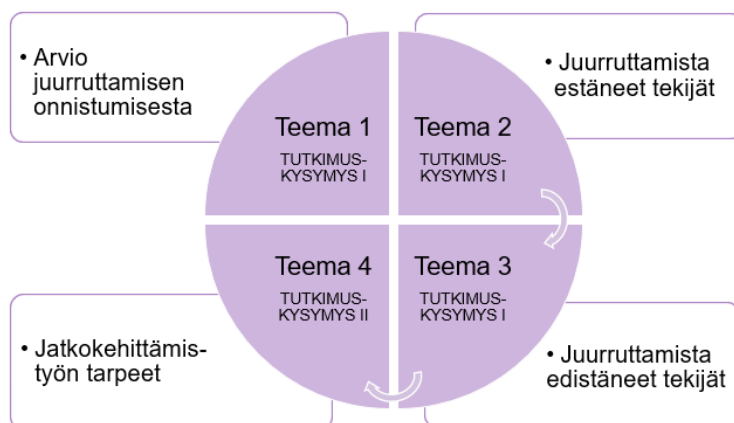 • Arvio
juurruttamisen
onnistumisesta
• Juurruttamista
estäneet tekijät
Teema 1
TUTKIMUS-
KYSYMYS I
Teema 2
TUTKIMUS-
KYSYMYS I
Teema 4
TUTKIMUS-
KYSYMYS II
Teema 3
TUTKIMUS-
KYSYMYS I
• Jatkokehittämis-
työn tarpeet
• Juurruttamista
edistäneet tekijät